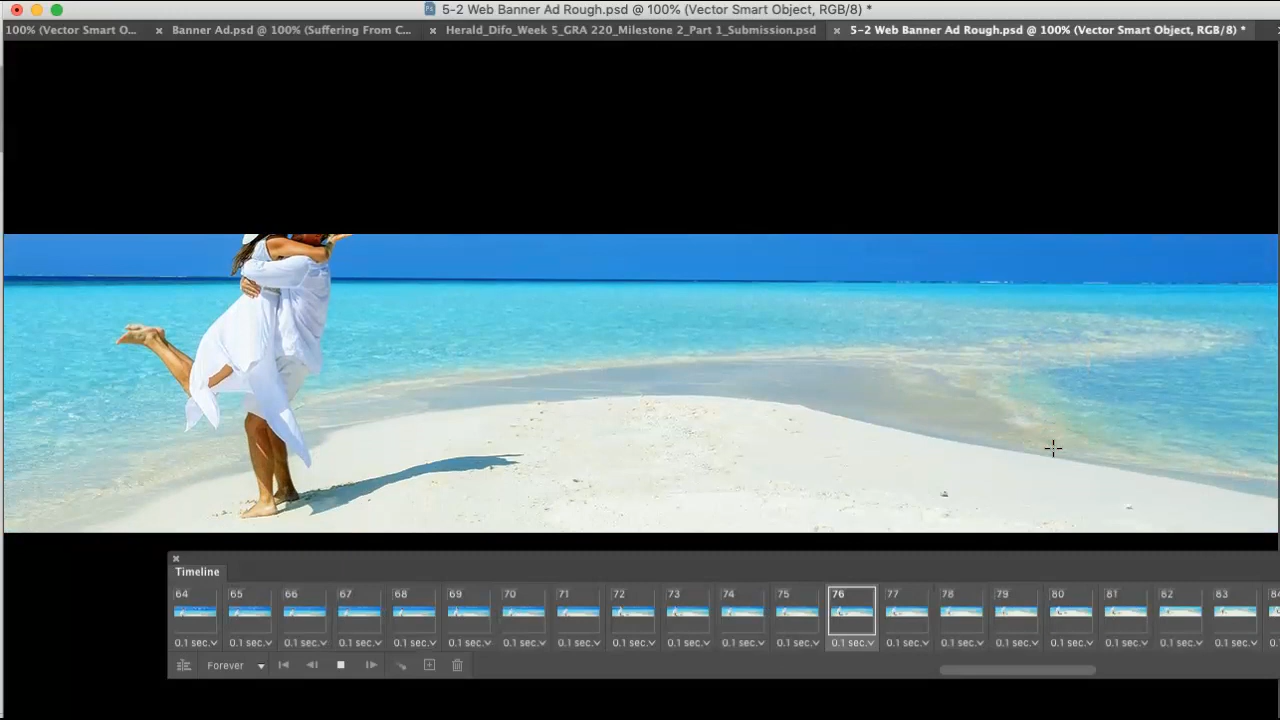 5-2 Web Banner Ad Rough.psd @ 100% (Vector Smart Object, RGB/8) *
100% (Vector Smart O... Banner Ad.psd @ 100% (Suffering From C... Herald_Difo_Week 5_GRA 220_Milestone 2_Part 1_Submission.psd 5-2 Web Banner Ad Rough.psd @ 100% (Vector Smart Object, RGB/8) *
Timeline
64 65 66 67 68 69 70 71 72 73 74 75 76 77 78 79 80 81 82 83 84
0.1 sec. 0.1 sec. 0.1 sec. 0.1 sec. 0.1 sec. 0.1 sec. 0.1 sec. 0.1 sec. 0.1 sec. 0.1 sec. 0.1 sec. 0.1 sec. 0.1 sec. 0.1 sec. 0.1 sec. 0.1 sec. 0.1 sec. 0.1 sec. 0.1 sec. 0.1 sec. 0.1
Forever